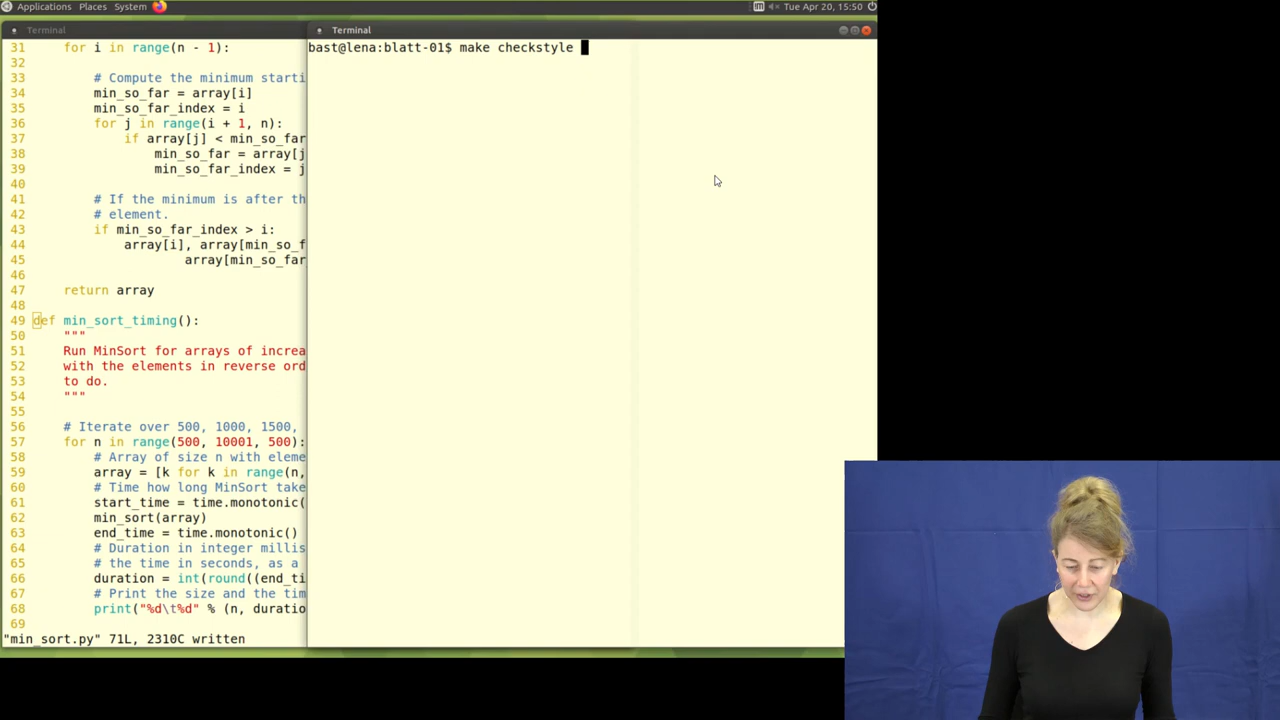 Applications Places System Tue Apr 20, 15:50
Terminal
31 for i in range(n - 1):
32
33 # Compute the minimum starti
34 min_so_far = array[i]
35 min_so_far_index = i
36 for j in range(i + 1, n):
37 if array[j] < min_so_far
38 min_so_far = array[j
39 min_so_far_index = j
40
41 # If the minimum is after th
42 # element.
43 if min_so_far_index > i:
44 array[i], array[min_so_f
45 array[min_so_far
46
47 return array
48
49 def min_sort_timing():
50 """
51 Run MinSort for arrays of increa
52 with the elements in reverse ord
53 to do.
54 """
55
56 # Iterate over 500, 1000, 1500,
57 for n in range(500, 10001, 500):
58 # Array of size n with eleme
59 array = [k for k in range(n,
60 # Time how long MinSort take
61 start_time = time.monotonic(
62 min_sort(array)
63 end_time = time.monotonic()
64 # Duration in integer millis
65 # the time in seconds, as a
66 duration = int(round((end_ti
67 # Print the size and the tim
68 print("%d\t%d" % (n, duratio
69
"min_sort.py" 71L, 2310C written
Terminal
bast@lena:blatt-01$ make checkstyle